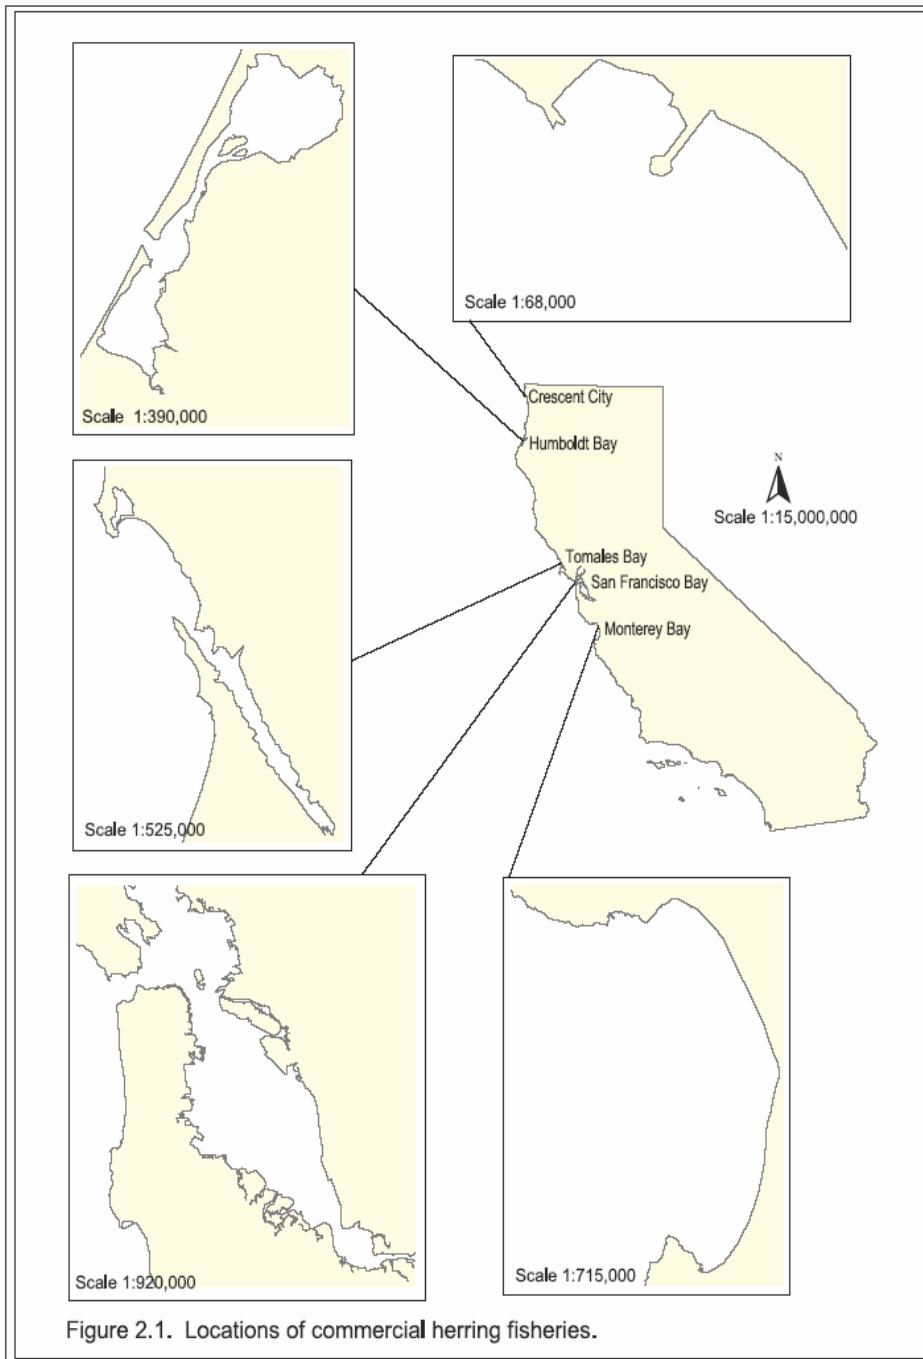 Scale 1:68,000
Scale 1:390,000
Crescent City
Humboldt Bay
N
Scale 1:15,000,000
Tomales Bay
San Francisco Bay
Monterey Bay
Scale 1:525,000
Scale 1:920,000
Scale 1:715,000
Figure 2.1. Locations of commercial herring fisheries.